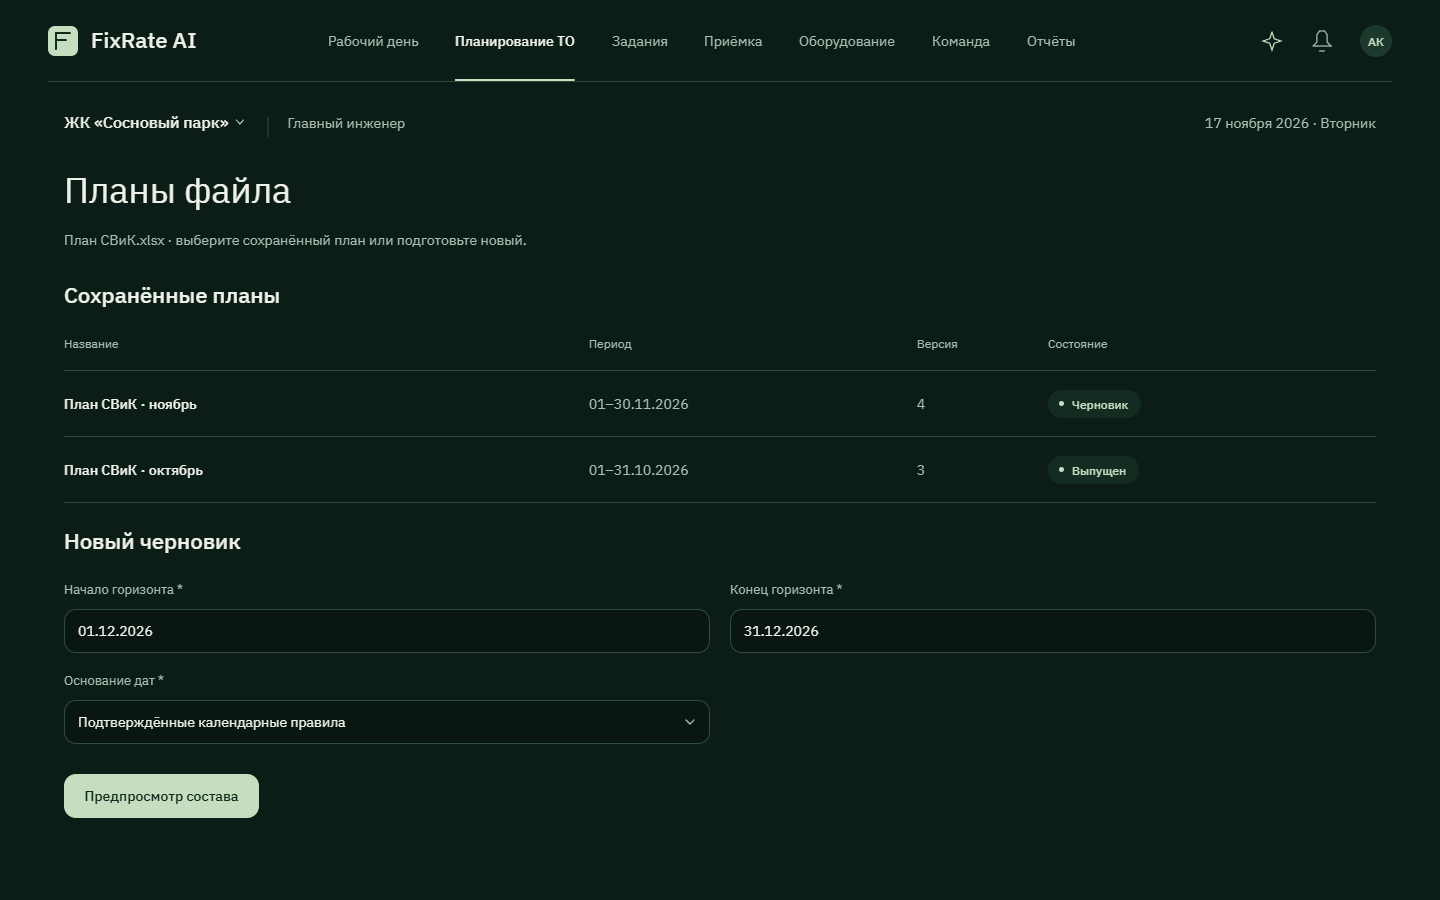 FixRate AI
Рабочий день
Планирование ТО
Задания
Приёмка
Оборудование
Команда
Отчёты
АК
ЖК «Сосновый парк»
Главный инженер
17 ноября 2026 · Вторник
Планы файла
План СВиК.xlsx · выберите сохранённый план или подготовьте новый.
Сохранённые планы
Название Период Версия Состояние
План СВиК · ноябрь 01–30.11.2026 4 Черновик
План СВиК · октябрь 01–31.10.2026 3 Выпущен
Новый черновик
Начало горизонта * Конец горизонта *
01.12.2026 31.12.2026
Основание дат *
Подтверждённые календарные правила
Предпросмотр состава